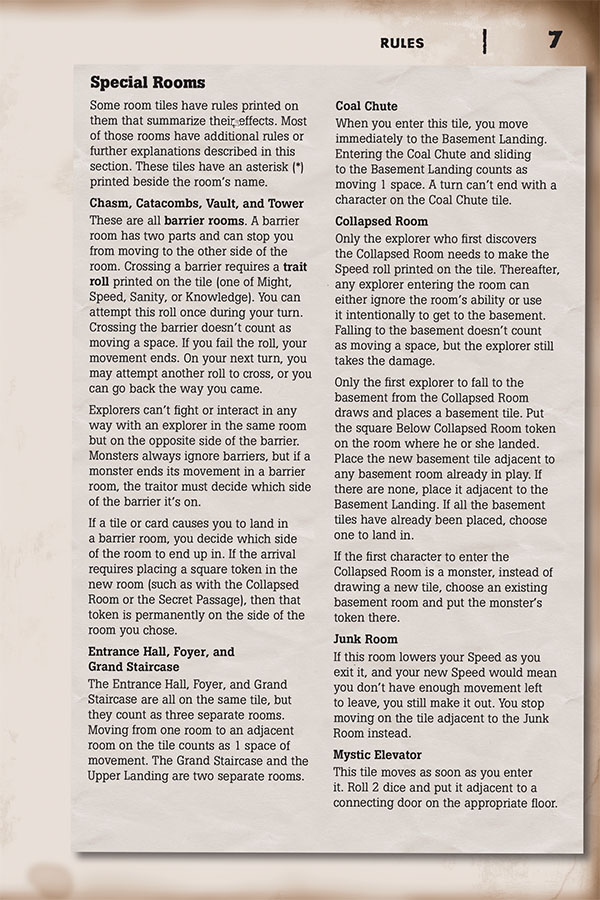 RULES | 7
Special Rooms
Some room tiles have rules printed on
them that summarize their effects. Most
of those rooms have additional rules or
further explanations described in this
section. These tiles have an asterisk (*)
printed beside the room's name.
Chasm, Catacombs, Vault, and Tower
These are all barrier rooms. A barrier
room has two parts and can stop you
from moving to the other side of the
room. Crossing a barrier requires a trait
roll printed on the tile (one of Might,
Speed, Sanity, or Knowledge). You can
attempt this roll once during your turn.
Crossing the barrier doesn't count as
moving a space. If you fail the roll, your
movement ends. On your next turn, you
may attempt another roll to cross, or you
can go back the way you came.
Explorers can't fight or interact in any
way with an explorer in the same room
but on the opposite side of the barrier.
Monsters always ignore barriers, but if a
monster ends its movement in a barrier
room, the traitor must decide which side
of the barrier it's on.
If a tile or card causes you to land in
a barrier room, you decide which side
of the room to end up in. If the arrival
requires placing a square token in the
new room (such as with the Collapsed
Room or the Secret Passage), then that
token is permanently on the side of the
room you chose.
Entrance Hall, Foyer, and
Grand Staircase
The Entrance Hall, Foyer, and Grand
Staircase are all on the same tile, but
they count as three separate rooms.
Moving from one room to an adjacent
room on the tile counts as 1 space of
movement. The Grand Staircase and the
Upper Landing are two separate rooms.
Coal Chute
When you enter this tile, you move
immediately to the Basement Landing.
Entering the Coal Chute and sliding
to the Basement Landing counts as
moving 1 space. A turn can't end with a
character on the Coal Chute tile.
Collapsed Room
Only the explorer who first discovers
the Collapsed Room needs to make the
Speed roll printed on the tile. Thereafter,
any explorer entering the room can
either ignore the room's ability or use
it intentionally to get to the basement.
Falling to the basement doesn't count
as moving a space, but the explorer still
takes the damage.
Only the first explorer to fall to the
basement from the Collapsed Room
draws and places a basement tile. Put
the square Below Collapsed Room token
on the room where he or she landed.
Place the new basement tile adjacent to
any basement room already in play. If
there are none, place it adjacent to the
Basement Landing. If all the basement
tiles have already been placed, choose
one to land in.
If the first character to enter the
Collapsed Room is a monster, instead of
drawing a new tile, choose an existing
basement room and put the monster's
token there.
Junk Room
If this room lowers your Speed as you
exit it, and your new Speed would mean
you don't have enough movement left
to leave, you still make it out. You stop
moving on the tile adjacent to the Junk
Room instead.
Mystic Elevator
This tile moves as soon as you enter
it. Roll 2 dice and put it adjacent to a
connecting door on the appropriate floor.